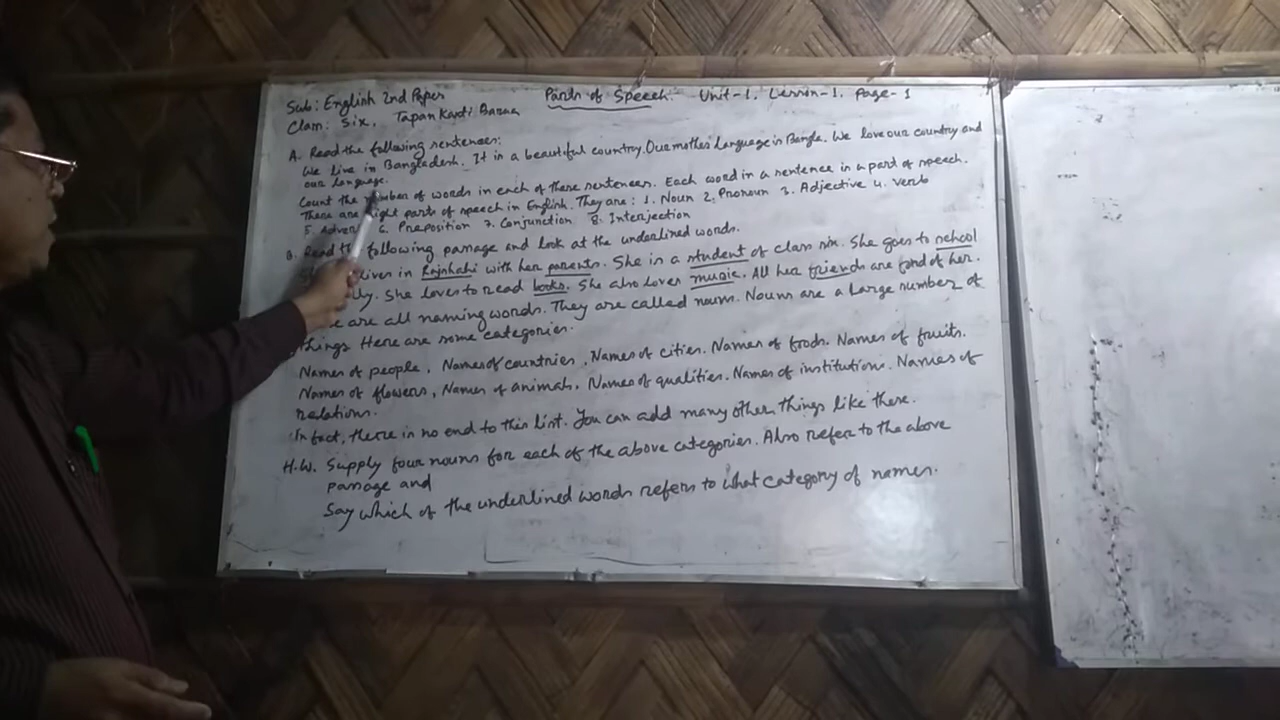 Sub: English 2nd Paper Parts of Speech. Unit-1, Lesson-1, Page-1
Class: Six. Tapan Kanti Barua
A. Read the following sentences:
We live in Bangladesh. It is a beautiful country. Our mother Language is Bangla. We love our country and
our language.
Count the number of words in each of these sentences. Each word in a sentence is a part of speech.
There are eight parts of speech in English. They are: 1. Noun 2. Pronoun 3. Adjective 4. Verb
5. Adver 6. Preposition 7. Conjunction 8. Interjection
B. Read the following passage and look at the underlined words.
lives in Rajshahi with her parents. She is a student of class six. She goes to school
ly. She loves to read books. She also loves music. All her friends are fond of her.
e are all naming words. They are called nouns. Nouns are a Large number of
things. Here are some categories.
Names of people, Names of countries, Names of cities. Names of foods. Names of fruits.
Names of flowers, Names of animals, Names of qualities. Names of institutions. Names of
relations.
In fact, there is no end to this list. You can add many other things like these.
H.W. Supply four nouns for each of the above categories. Also refer to the above
passage and
Say which of the underlined words refers to what category of names.